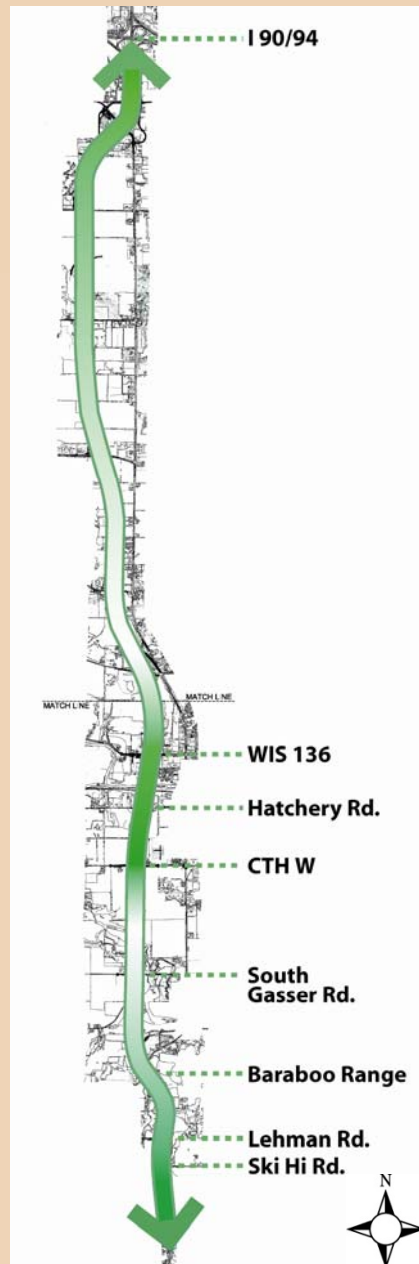 I 90/94
MATCH LINE
MATCH LINE
WIS 136
Hatchery Rd.
CTH W
South
Gasser Rd.
Baraboo Range
Lehman Rd.
Ski Hi Rd.
N